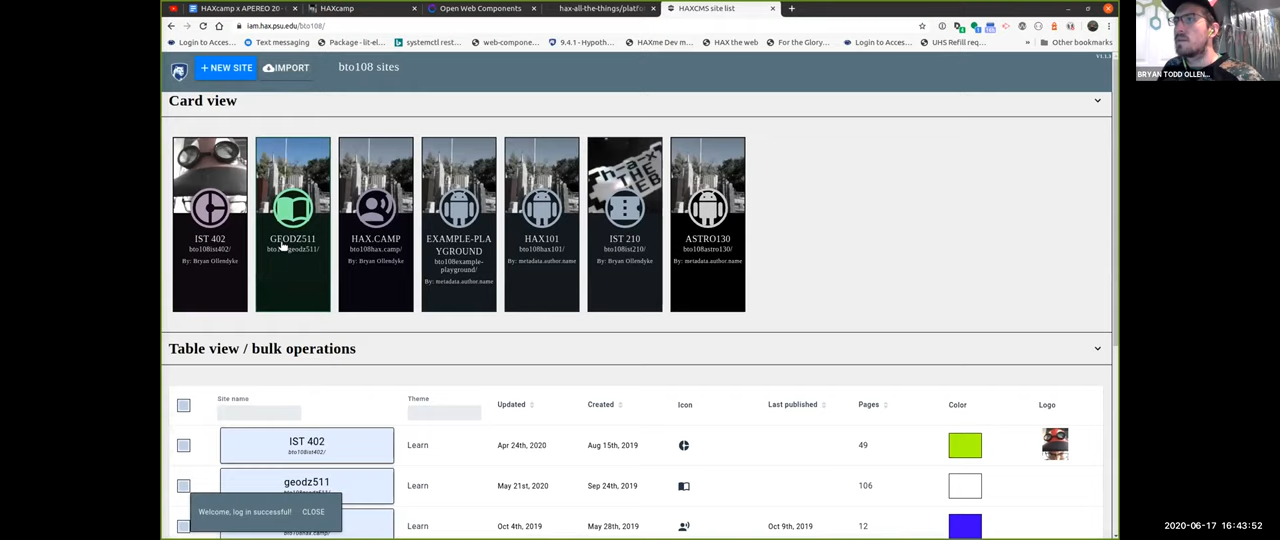 HAXcamp x APEREO 20-
HAXcamp
Open Web Components
hax-all-the-things/platfo
HAXCMS site list
iam.hax.psu.edu/bto108/
Login to Acces...
Text messaging
Package - lit-el...
systemctl rest...
web-compone...
9.4.1 - Hypoth...
HAXme Dev m...
HAX the web
For the Glory...
Login to Acces...
UHS Refill req...
»
Other bookmarks
BRYAN TODD OLLEN...
+ NEW SITE
IMPORT
bto108 sites
Card view
IST 402
bto108ist402/
By: Bryan Ollendyke
GEODZ511
HAX.CAMP
bto108hax.camp/
By: Bryan Ollendyke
EXAMPLE-PLA
YGROUND
bto108example-
playground/
By: metadata.author.name
HAX101
bto108hax101/
By: metadata.author.name
IST 210
bto108ist210/
By: Bryan Ollendyke
ASTRO130
bto108astro130/
By: metadata.author.name
Table view / bulk operations
Site name
Theme
Updated
Created
Icon
Last published
Pages
Color
Logo
IST 402
bto108ist402/
Learn
Apr 24th, 2020
Aug 15th, 2019
49
geodz511
Learn
May 21st, 2020
Sep 24th, 2019
106
Welcome, log in successful!
CLOSE
Learn
Oct 4th, 2019
May 28th, 2019
Oct 9th, 2019
12
2020-06-17 16:43:52